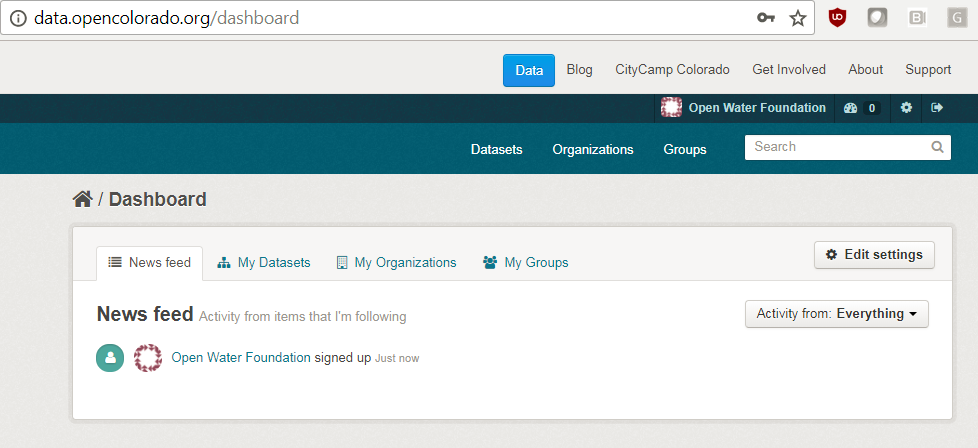 data.opencolorado.org/dashboard
Data Blog CityCamp Colorado Get Involved About Support
Open Water Foundation 0
Datasets Organizations Groups Search
/ Dashboard
News feed My Datasets My Organizations My Groups Edit settings
News feed Activity from items that I'm following Activity from: Everything
Open Water Foundation signed up Just now